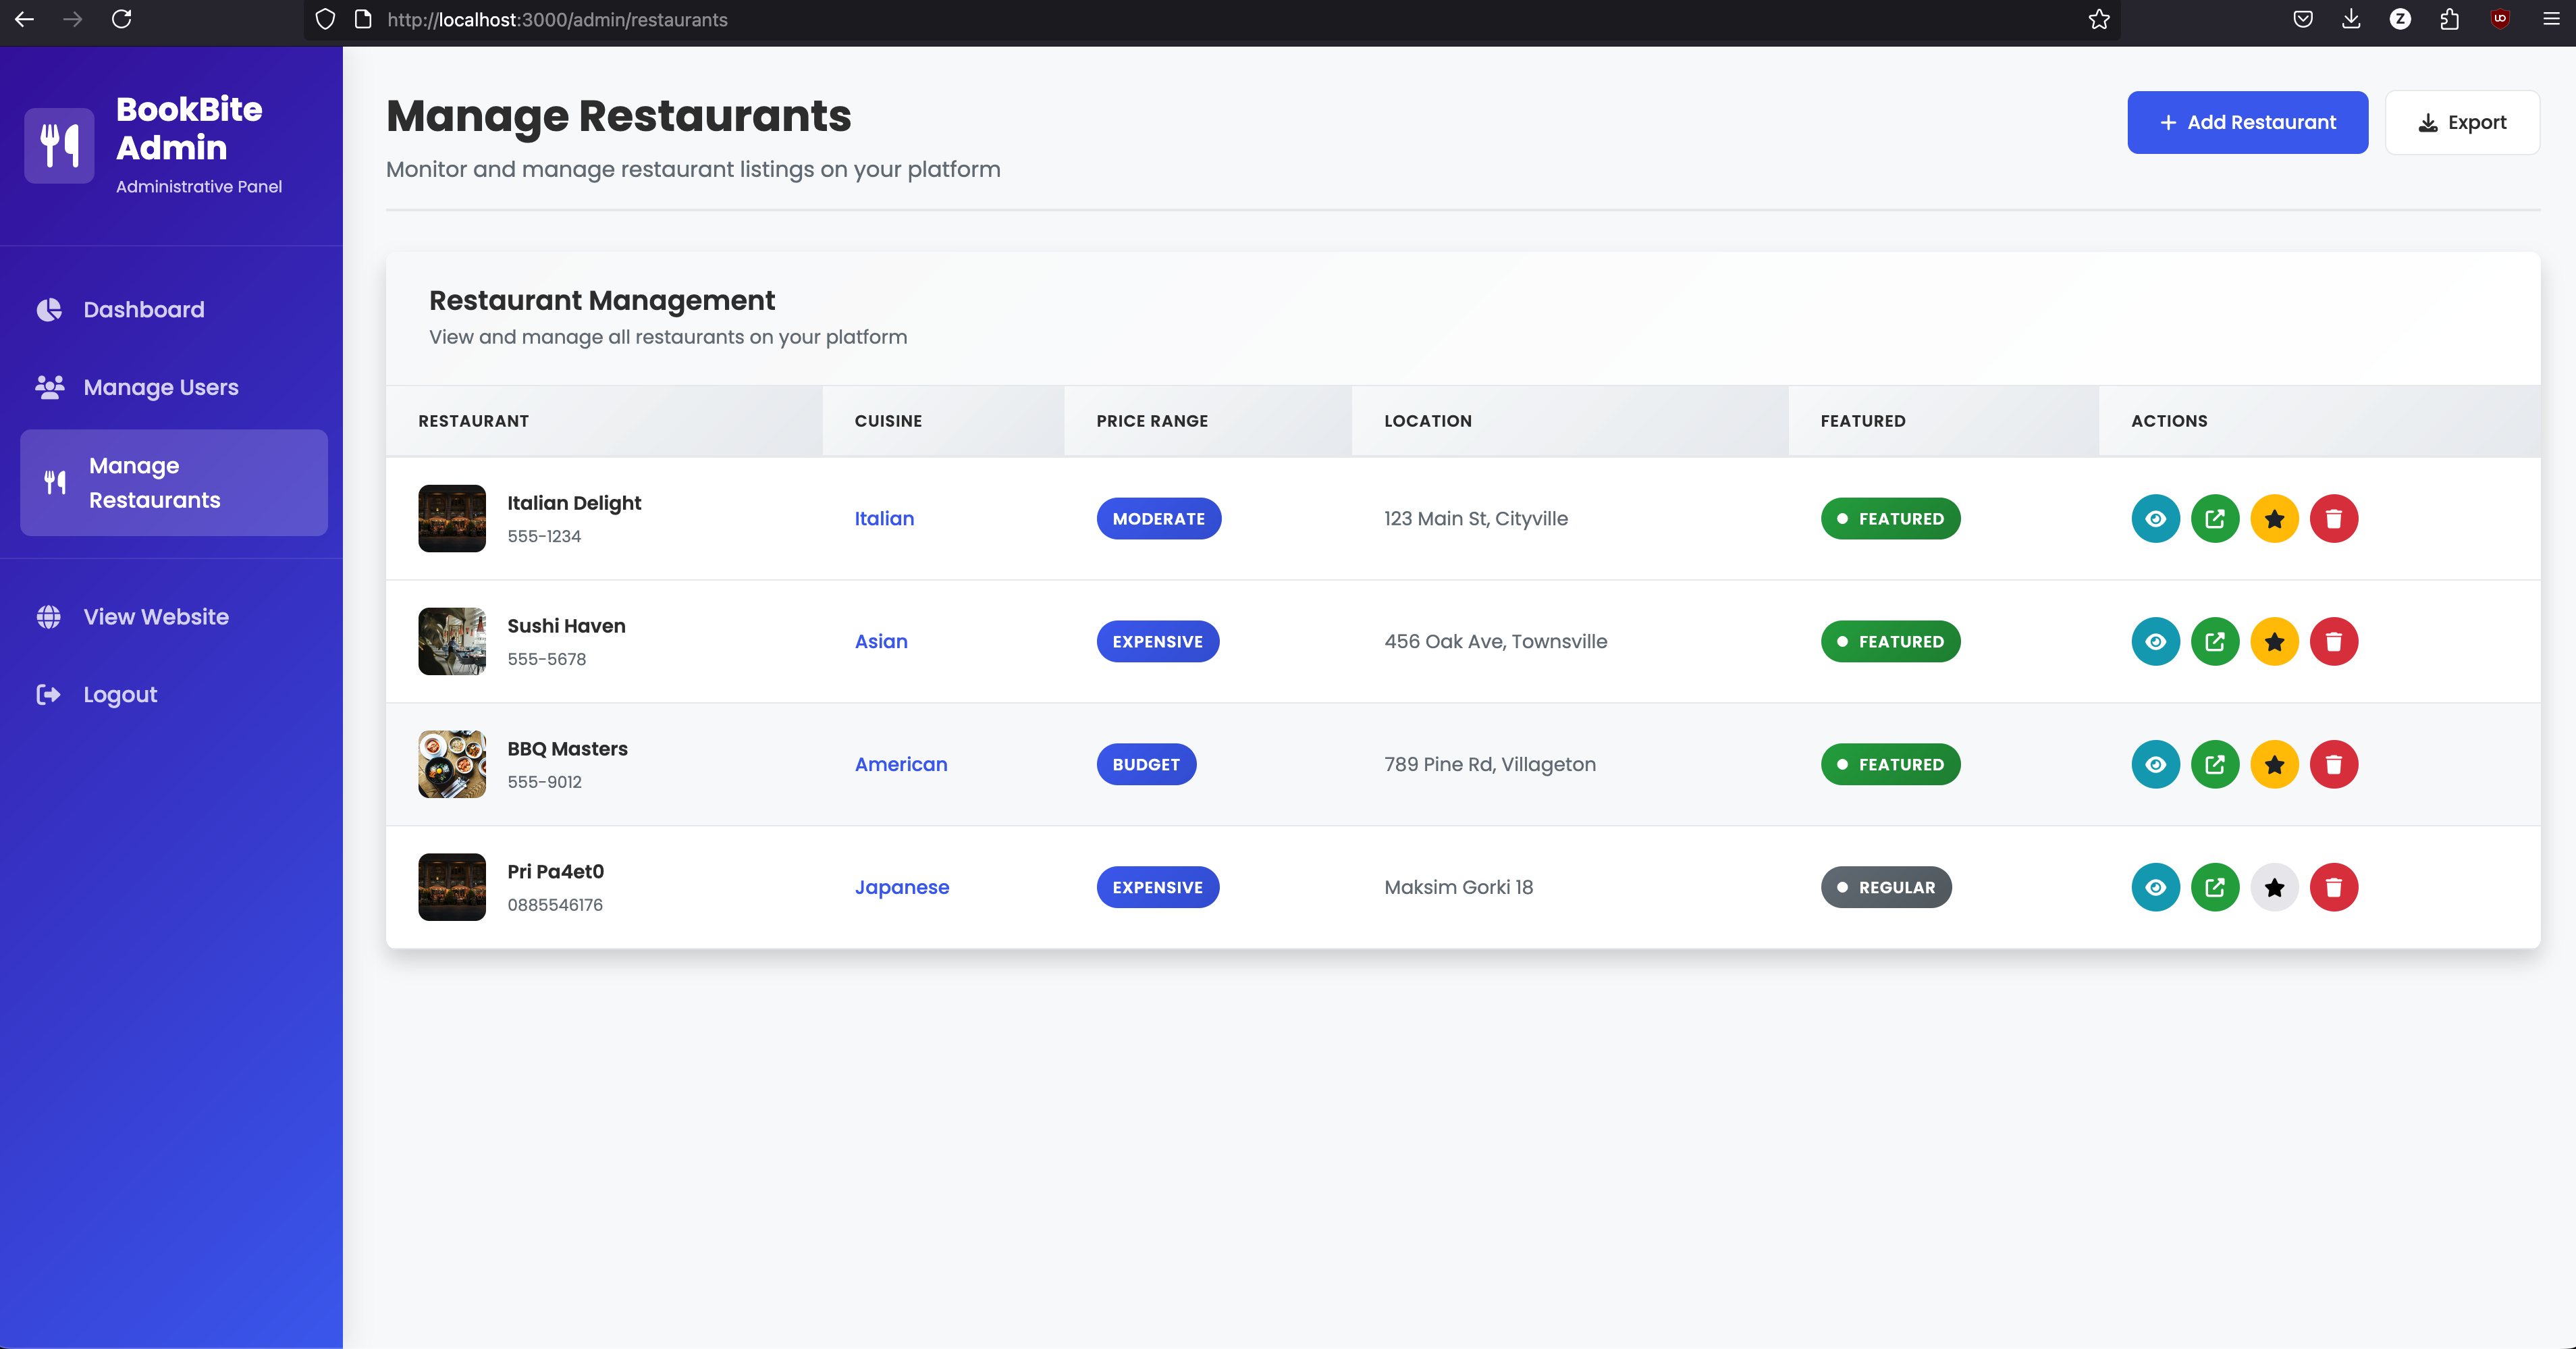 http://localhost:3000/admin/restaurants
Z
BookBite
Admin
Administrative Panel
Dashboard
Manage Users
Manage
Restaurants
View Website
Logout
Manage Restaurants
Monitor and manage restaurant listings on your platform
+ Add Restaurant
Export
Restaurant Management
View and manage all restaurants on your platform
RESTAURANT CUISINE PRICE RANGE LOCATION FEATURED ACTIONS
Italian Delight
555-1234
Italian
MODERATE
123 Main St, Cityville
FEATURED
Sushi Haven
555-5678
Asian
EXPENSIVE
456 Oak Ave, Townsville
FEATURED
BBQ Masters
555-9012
American
BUDGET
789 Pine Rd, Villageton
FEATURED
Pri Pa4et0
0885546176
Japanese
EXPENSIVE
Maksim Gorki 18
REGULAR